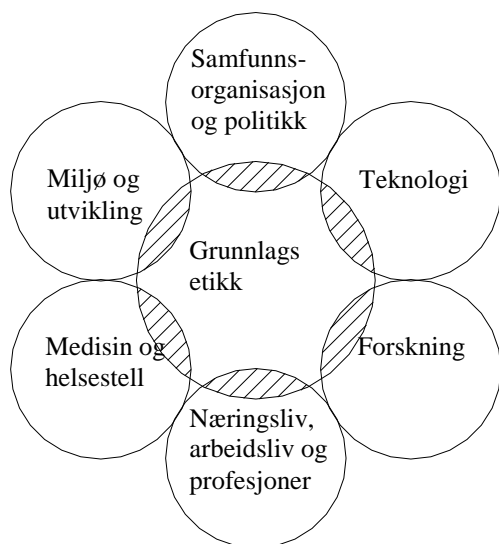 Samfunns-
organisasjon
og politikk
Miljø og
utvikling
Teknologi
Grunnlags
etikk
Medisin og
helsestell
Forskning
Næringsliv,
arbeidsliv og
profesjoner